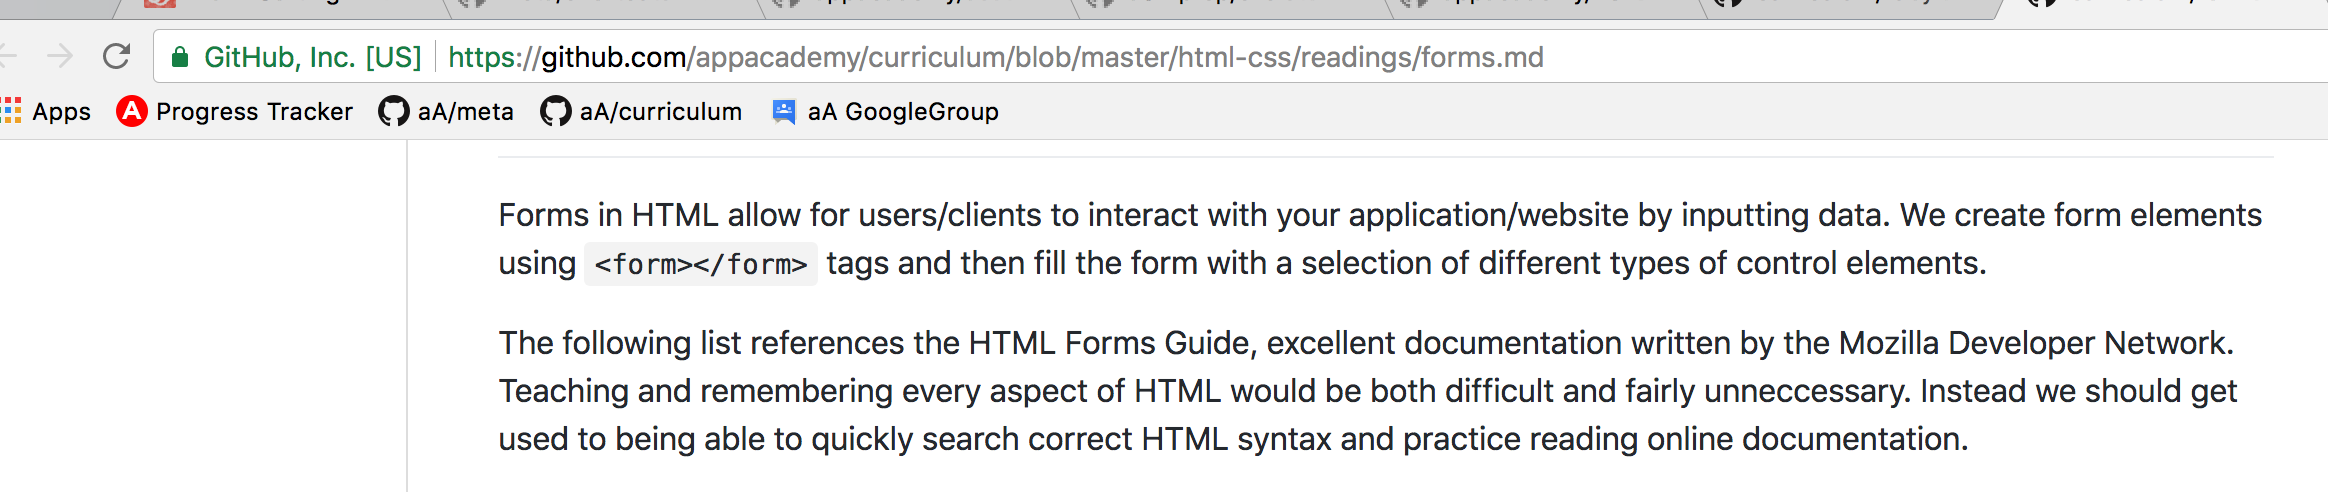 GitHub, Inc. [US] https://github.com/appacademy/curriculum/blob/master/html-css/readings/forms.md
Apps A Progress Tracker aA/meta aA/curriculum aA GoogleGroup
Forms in HTML allow for users/clients to interact with your application/website by inputting data. We create form elements
using <form></form> tags and then fill the form with a selection of different types of control elements.
The following list references the HTML Forms Guide, excellent documentation written by the Mozilla Developer Network.
Teaching and remembering every aspect of HTML would be both difficult and fairly unneccessary. Instead we should get
used to being able to quickly search correct HTML syntax and practice reading online documentation.